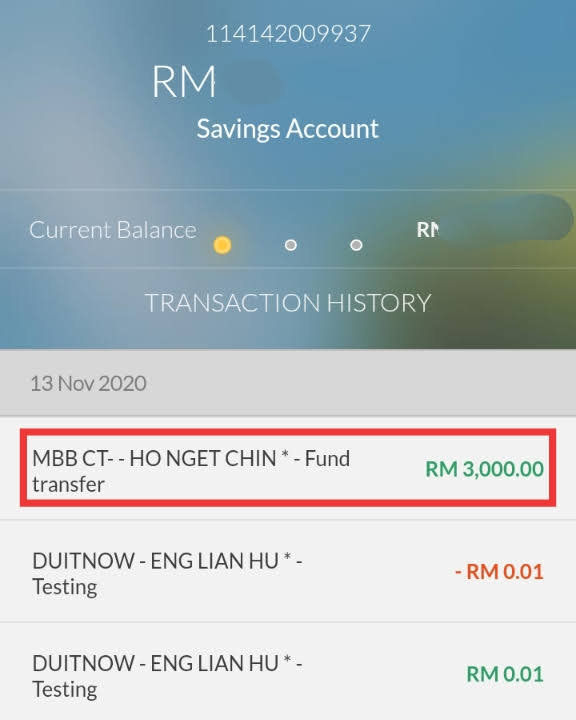 114142009937
RM
Savings Account
Current Balance
TRANSACTION HISTORY
13 Nov 2020
MBB CT- - HO NGET CHIN * - Fund
transfer
RM 3,000.00
DUITNOW - ENG LIAN HU * -
Testing
- RM 0.01
DUITNOW - ENG LIAN HU * -
Testing
RM 0.01